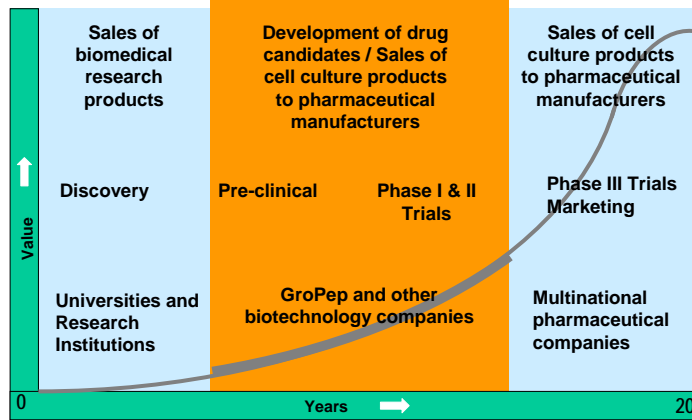 Sales of
biomedical
research
products
Development of drug
candidates / Sales of
cell culture products
to pharmaceutical
manufacturers
Sales of cell
culture products
to pharmaceutical
manufacturers
Value
Discovery
Pre-clinical
Phase I & II
Trials
Phase III Trials
Marketing
Universities and
Research
Institutions
GroPep and other
biotechnology companies
Multinational
pharmaceutical
companies
0
Years
20